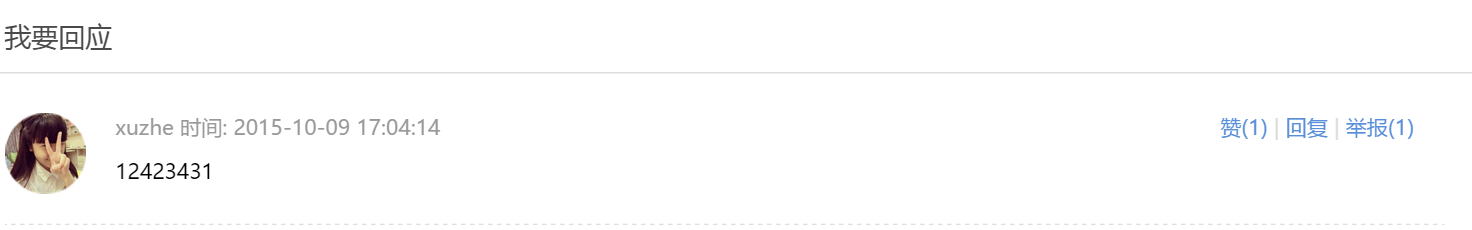 我要回应
xuzhe 时间: 2015-10-09 17:04:14 赞(1) | 回复 | 举报(1)
12423431